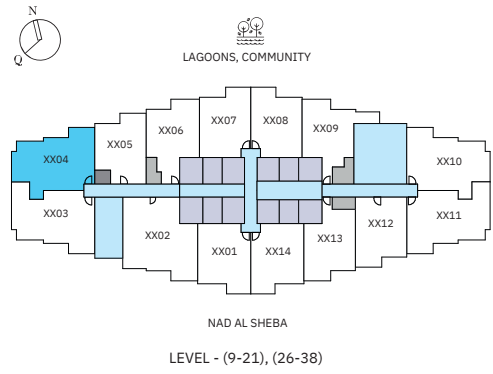 N
Q
LAGOONS, COMMUNITY
XX07 XX08
XX06 XX09
XX05
XX04 XX10
XX03 XX11
XX02 XX12
XX01 XX14 XX13
NAD AL SHEBA
LEVEL - (9-21), (26-38)